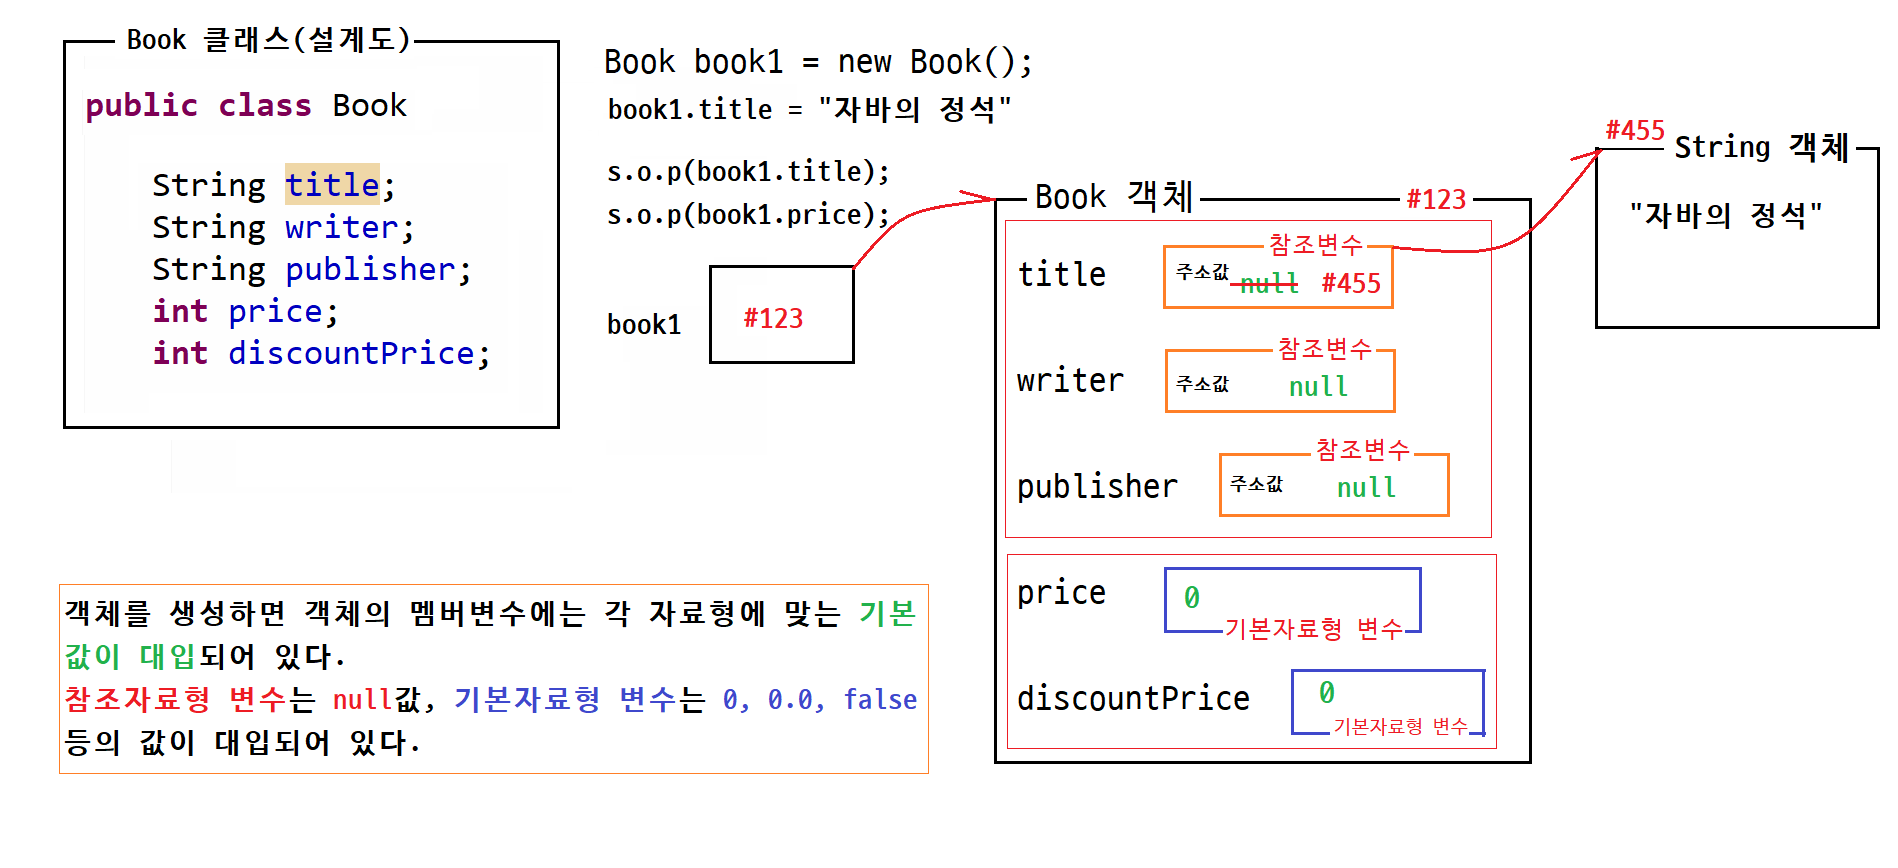 Book 클래스(설계도)
public class Book
String title;
String writer;
String publisher;
int price;
int discountPrice;
Book book1 = new Book();
book1.title = "자바의 정석"
s.o.p(book1.title);
s.o.p(book1.price);
book1
#123
Book 객체
#123
title
참조변수
주소값
null
#455
writer
참조변수
주소값
null
publisher
참조변수
주소값
null
price
0
기본자료형 변수
discountPrice
0
기본자료형 변수
#455
String 객체
"자바의 정석"
객체를 생성하면 객체의 멤버변수에는 각 자료형에 맞는 기본
값이 대입되어 있다.
참조자료형 변수는 null값, 기본자료형 변수는 0, 0.0, false
등의 값이 대입되어 있다.